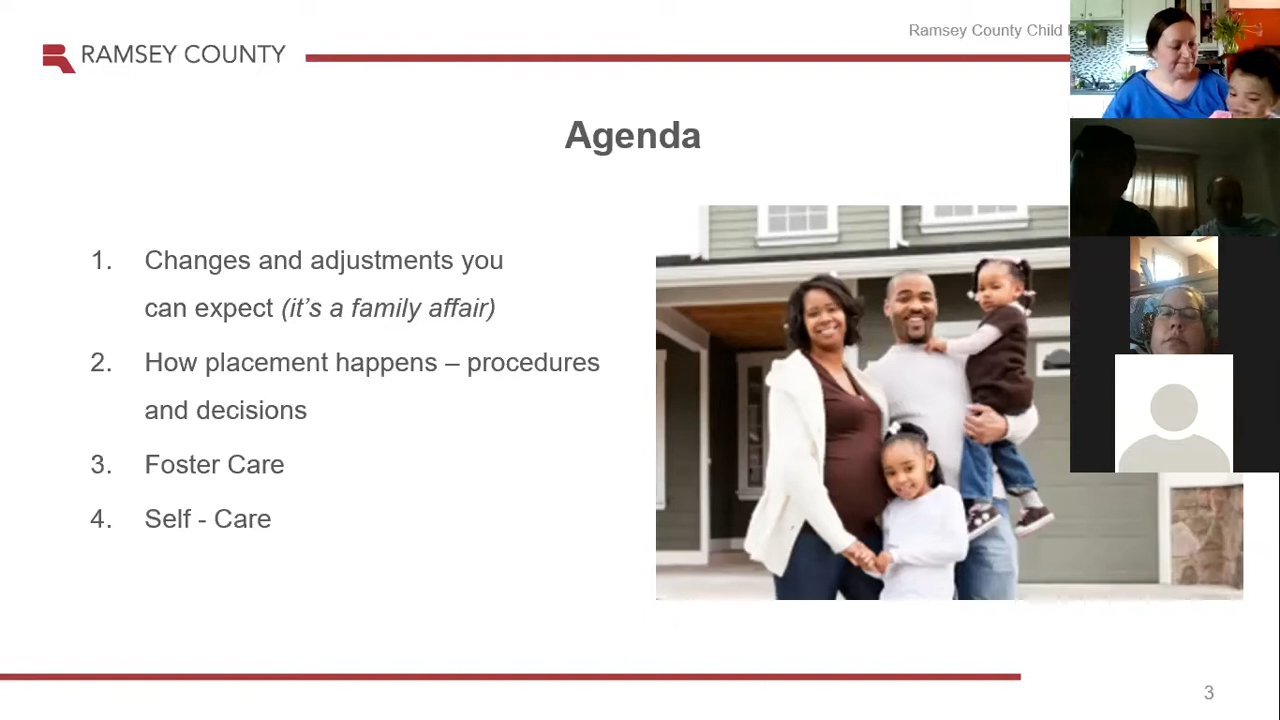 Ramsey County Child
RAMSEY COUNTY
Agenda
1. Changes and adjustments you
can expect (it’s a family affair)
2. How placement happens – procedures
and decisions
3. Foster Care
4. Self - Care
3